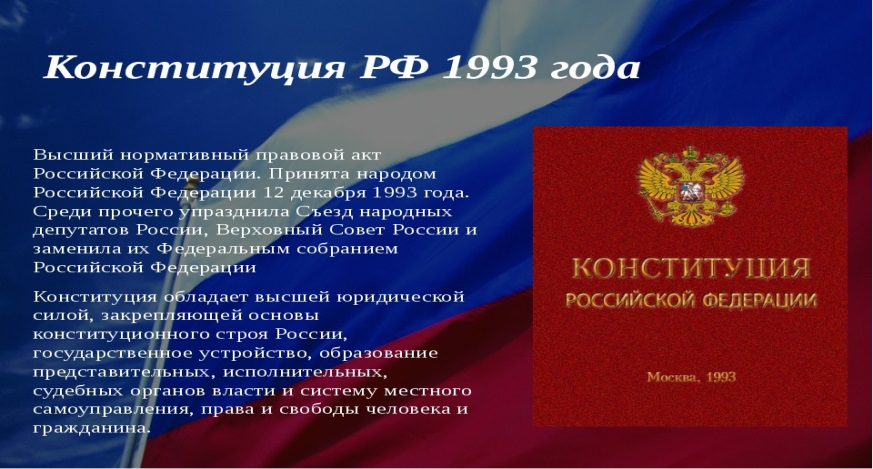 Конституция РФ 1993 года
Высший нормативный правовой акт
Российской Федерации. Принята народом
Российской Федерации 12 декабря 1993 года.
Среди прочего упразднила Съезд народных
депутатов России, Верховный Совет России и
заменила их Федеральным собранием
Российской Федерации
Конституция обладает высшей юридической
силой, закрепляющей основы
конституционного строя России,
государственное устройство, образование
представительных, исполнительных,
судебных органов власти и систему местного
самоуправления, права и свободы человека и
гражданина.
КОНСТИТУЦИЯ
РОССИЙСКОЙ ФЕДЕРАЦИИ
Москва, 1993